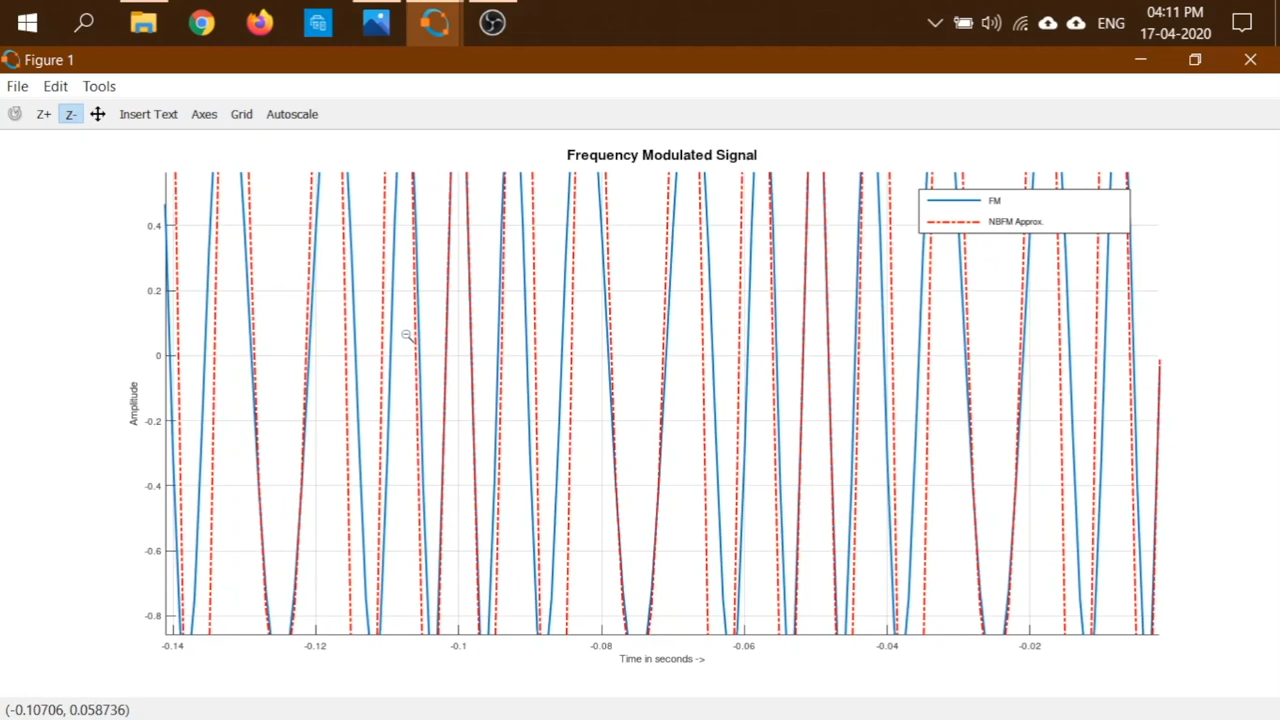 04:11 PM
ENG
17-04-2020
Figure 1
File Edit Tools
Z+ Z- Insert Text Axes Grid Autoscale
Frequency Modulated Signal
FM
NBFM Approx.
0.4
0.2
0
-0.2
-0.4
-0.6
-0.8
Amplitude
-0.14 -0.12 -0.1 -0.08 -0.06 -0.04 -0.02
Time in seconds ->
(-0.10706, 0.058736)